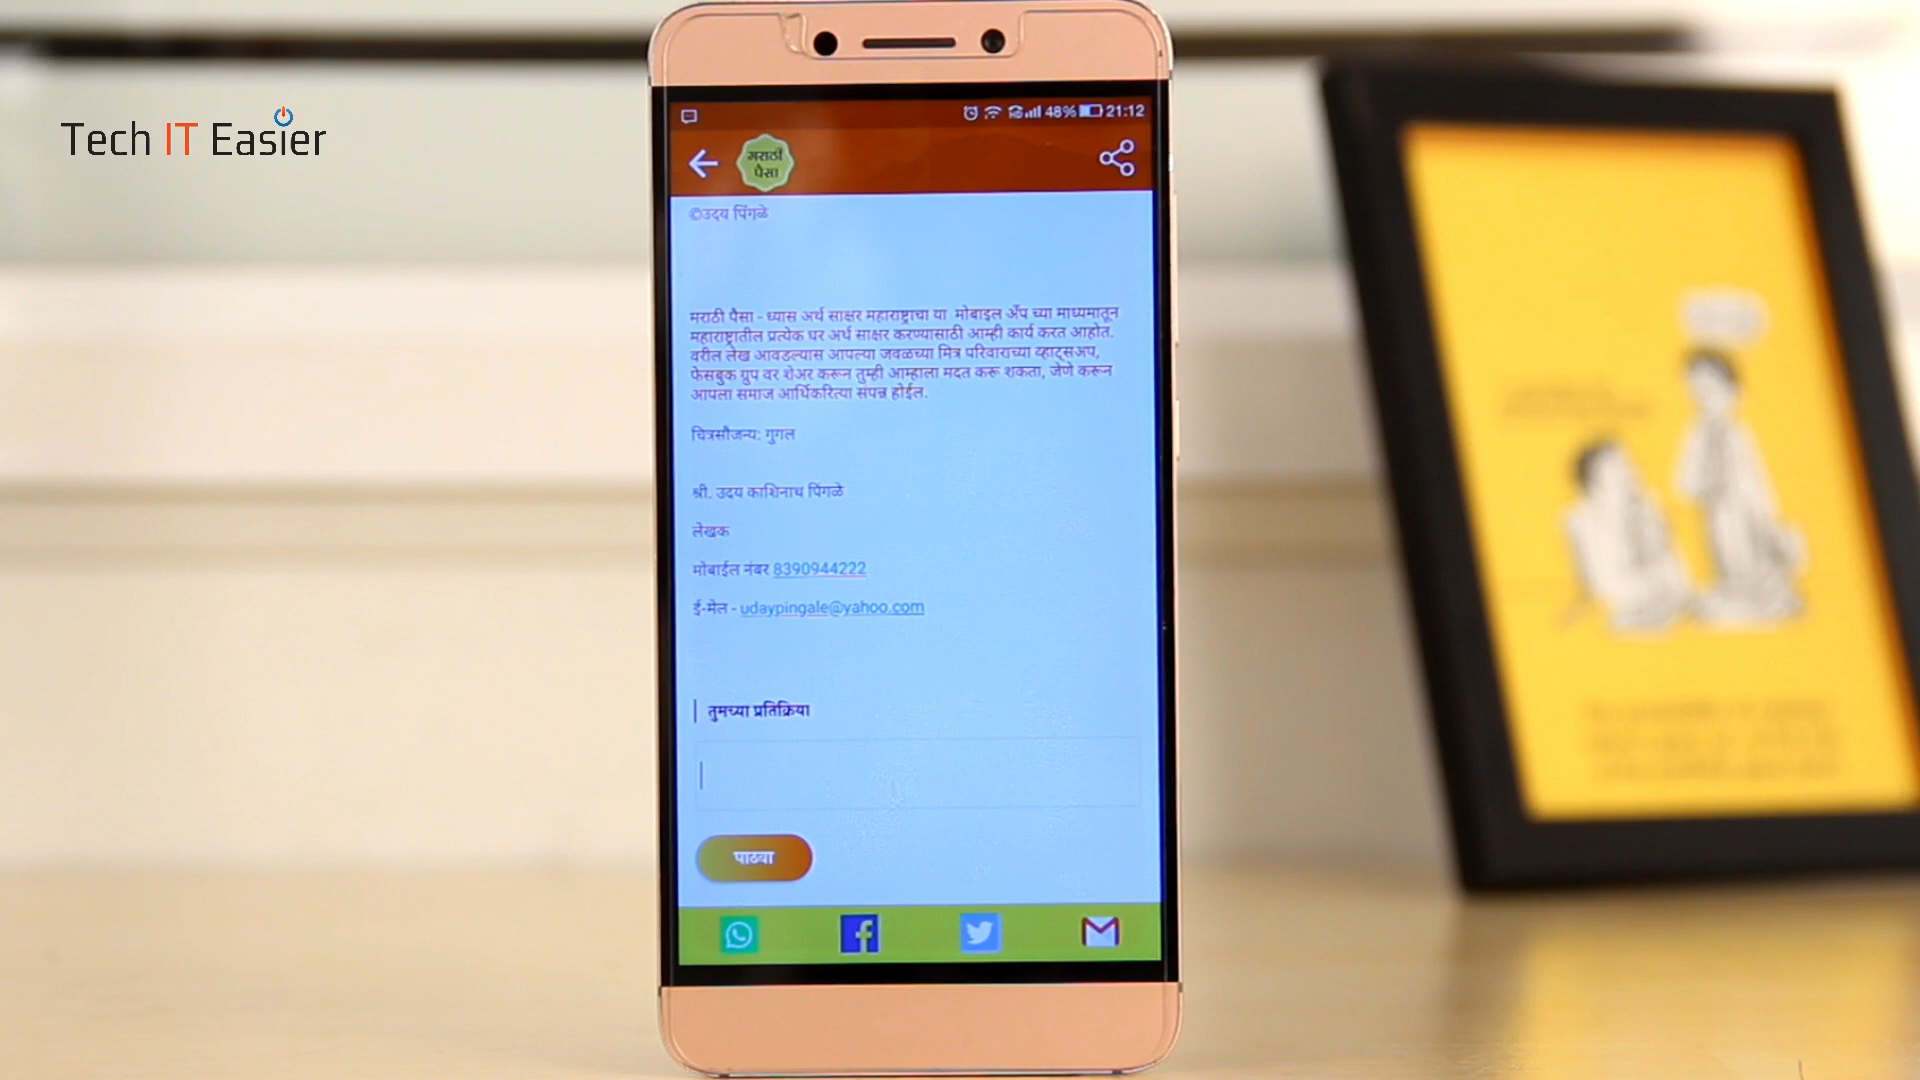 Tech IT Easier
48% 21:12
मराठी
पैसा
©उदय पिंगळे
मराठी पैसा - ध्यास अर्थ साक्षर महाराष्ट्राचा या मोबाइल अ‍ॅप च्या माध्यमातून
महाराष्ट्रातील प्रत्येक घर अर्थ साक्षर करण्यासाठी आम्ही कार्य करत आहोत.
वरील लेख आवडल्यास आपल्या जवळच्या मित्र परिवाराच्या व्हाट्सअप,
फेसबुक ग्रुप वर शेअर करून तुम्ही आम्हाला मदत करू शकता, जेणे करून
आपला समाज आर्थिकरित्या संपन्न होईल.
चित्रसौजन्य: गुगल
श्री. उदय काशिनाथ पिंगळे
लेखक
मोबाईल नंबर 8390944222
ई-मेल - udaypingale@yahoo.com
तुमच्या प्रतिक्रिया
पाठवा